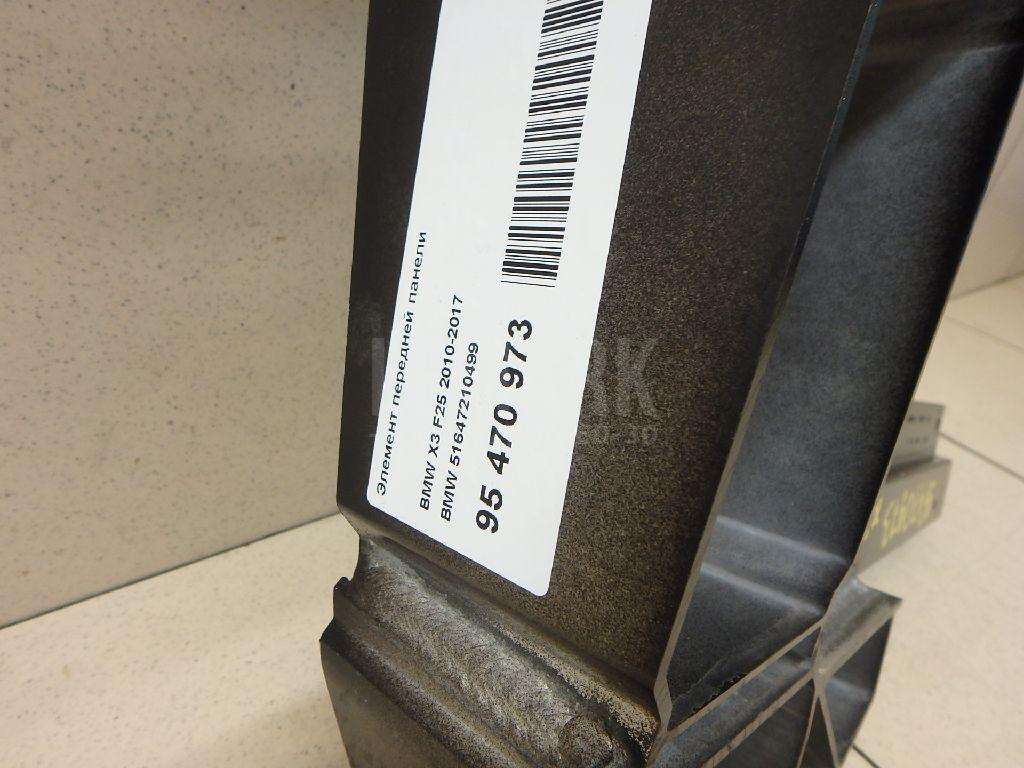 Элемент передней панели
BMW X3 F25 2010-2017
BMW 51647210499
95 470 973